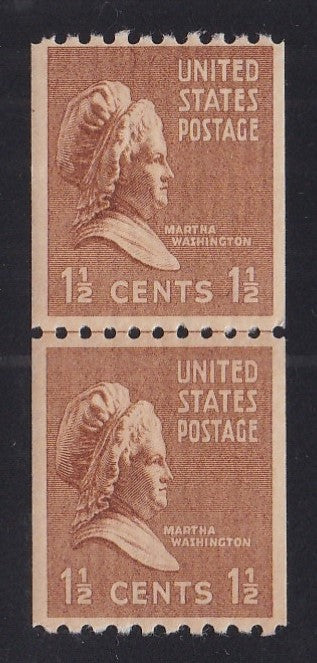 UNITED
STATES
POSTAGE
MARTHA
WASHINGTON
1½ CENTS 1½
UNITED
STATES
POSTAGE
MARTHA
WASHINGTON
1½ CENTS 1½